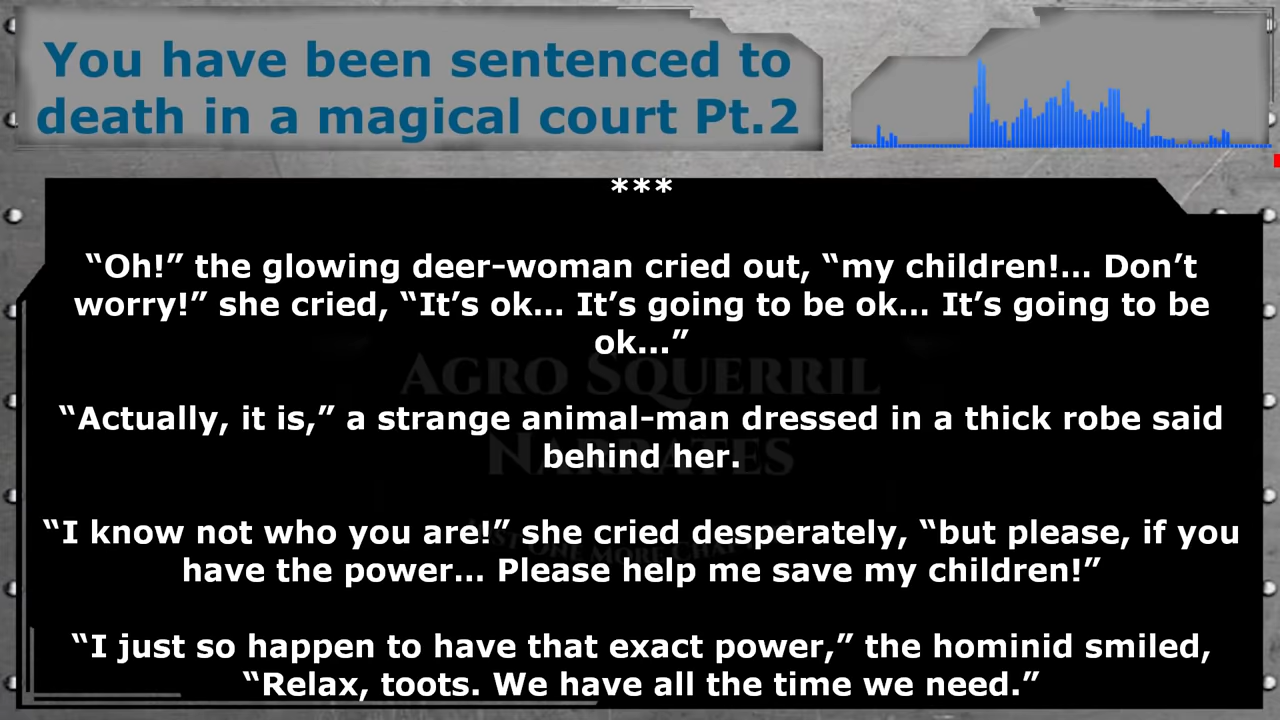 You have been sentenced to
death in a magical court Pt.2
***
“Oh!” the glowing deer-woman cried out, “my children!... Don’t
worry!” she cried, “It’s ok... It’s going to be ok... It’s going to be
ok...”
AGRO SQUERRIL
“Actually, it is,” a strange animal-man dressed in a thick robe said
behind her.
NARRATES
“I know not who you are!” she cried desperately, “but please, if you
ONE MORE
have the power... Please help me save my children!”
“I just so happen to have that exact power,” the hominid smiled,
“Relax, toots. We have all the time we need.”